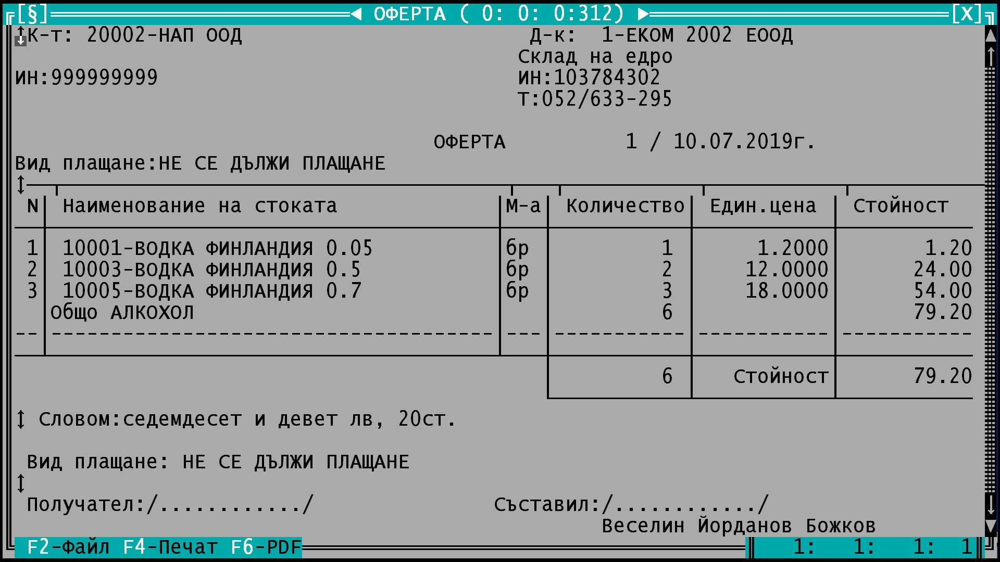 [§] ◄ ОФЕРТА ( 0: 0: 0:312) ► [X]
К-т: 20002-НАП ООД Д-к: 1-ЕКОМ 2002 ЕООД
Склад на едро
ИН:999999999 ИН:103784302
Т:052/633-295
ОФЕРТА 1 / 10.07.2019г.
Вид плащане:НЕ СЕ ДЪЛЖИ ПЛАЩАНЕ
N Наименование на стоката М-а Количество Един.цена Стойност
1 10001-ВОДКА ФИНЛАНДИЯ 0.05 бр 1 1.2000 1.20
2 10003-ВОДКА ФИНЛАНДИЯ 0.5 бр 2 12.0000 24.00
3 10005-ВОДКА ФИНЛАНДИЯ 0.7 бр 3 18.0000 54.00
Общо АЛКОХОЛ 6 79.20
6 Стойност 79.20
Словом:седемдесет и девет лв, 20ст.
Вид плащане: НЕ СЕ ДЪЛЖИ ПЛАЩАНЕ
Получател:/............/ Съставил:/............/
Веселин Йорданов Божков
F2-Файл F4-Печат F6-PDF 1: 1: 1: 1